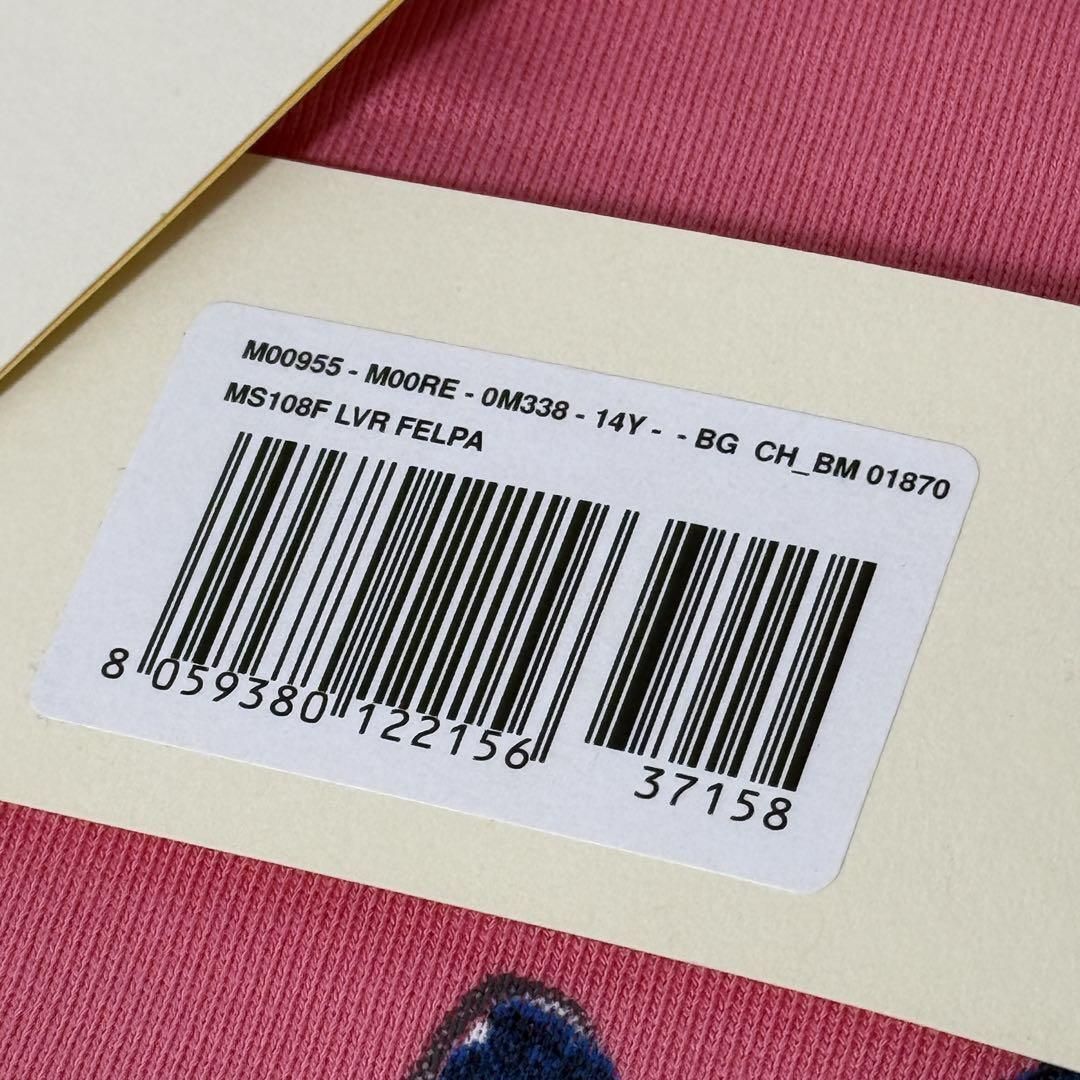 M00955 - M00RE - 0M338 - 14Y - - BG CH_BM 01870
MS108F LVR FELPA
8 059380 122156 37158